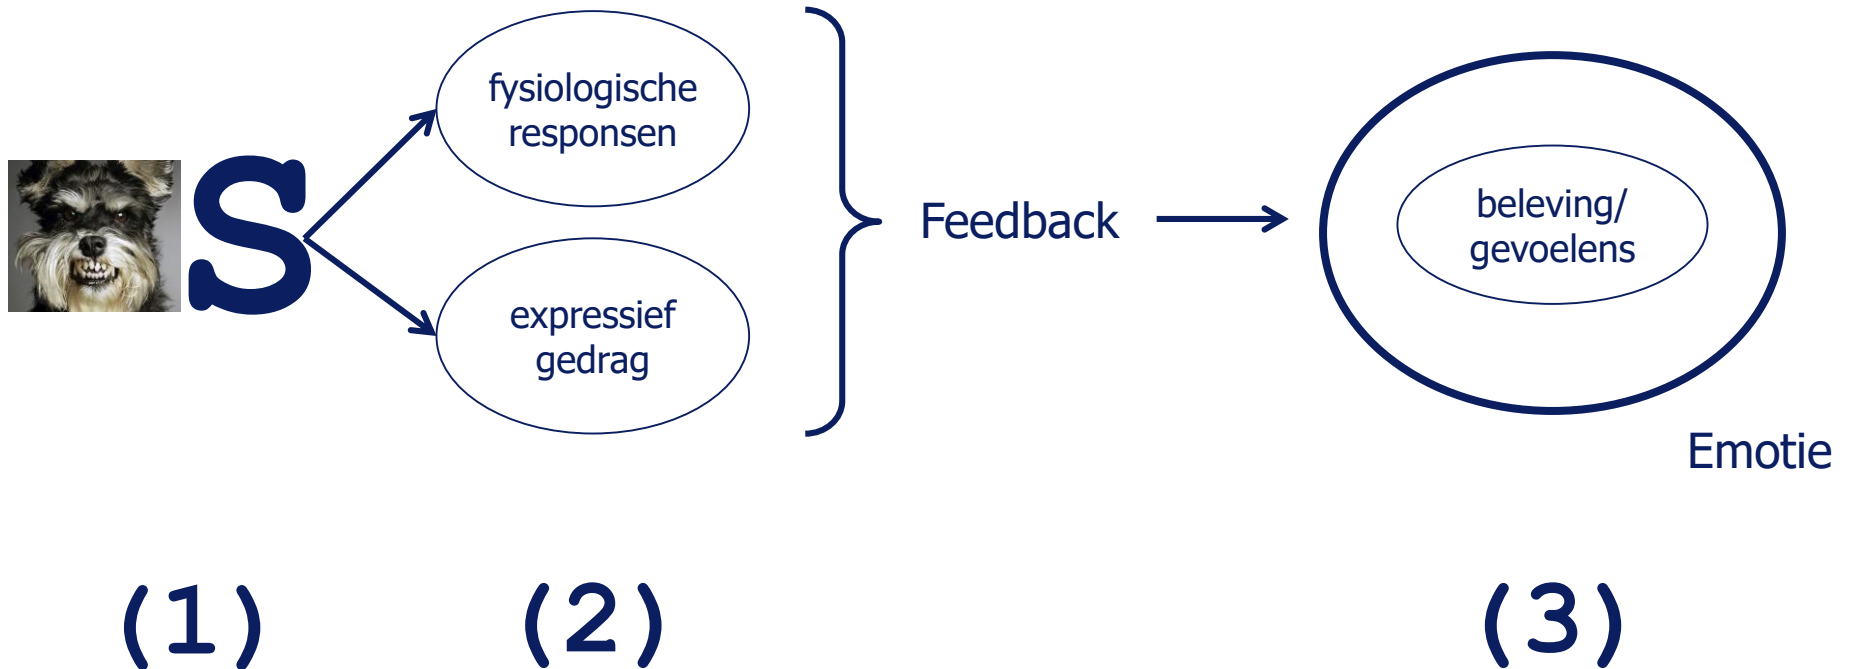 S
fysiologische
responsen
expressief
gedrag
Feedback
beleving/
gevoelens
Emotie
(1)
(2)
(3)